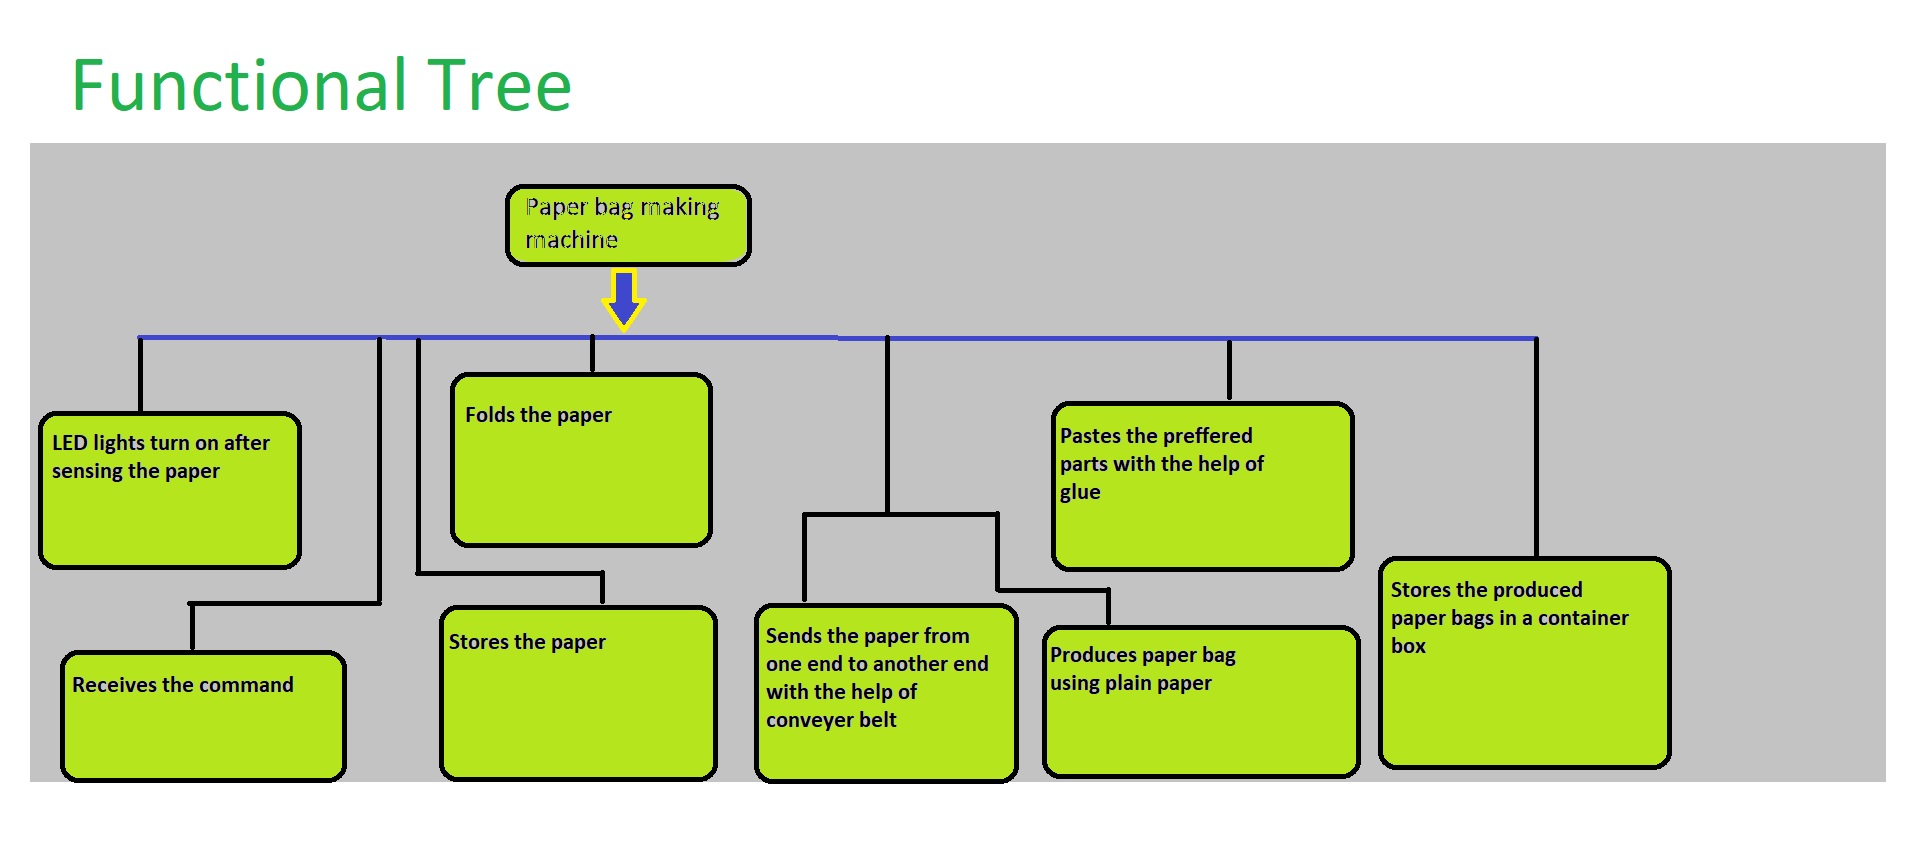 Functional Tree
Paper bag making
machine
Folds the paper
LED lights turn on after
sensing the paper
Pastes the preffered
parts with the help of
glue
Stores the produced
paper bags in a container
box
Receives the command
Stores the paper
Sends the paper from
one end to another end
with the help of
conveyer belt
Produces paper bag
using plain paper